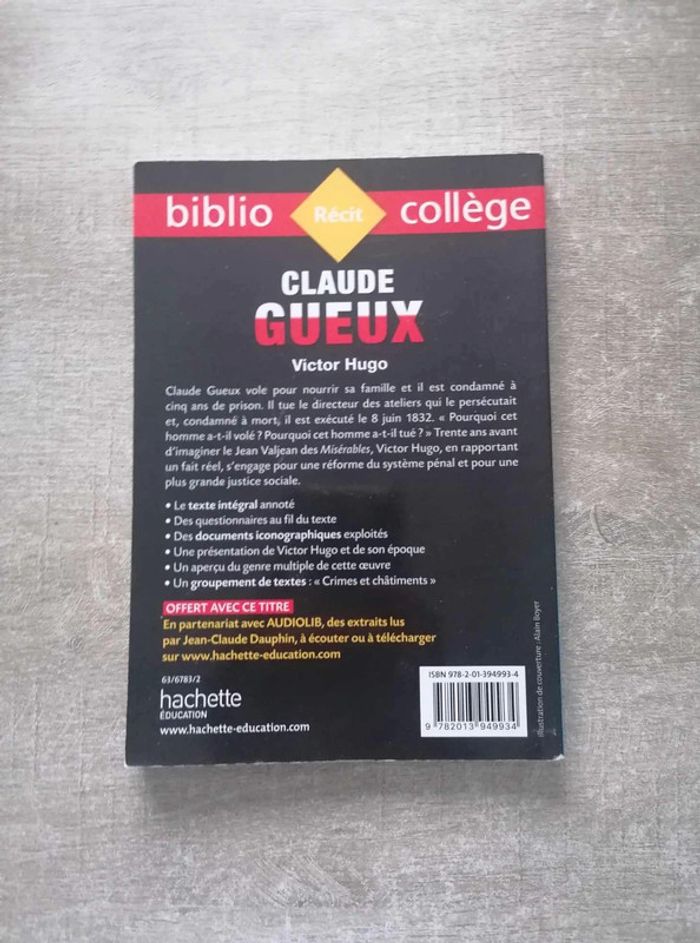 biblio Récit collège
CLAUDE
GUEUX
Victor Hugo
Claude Gueux vole pour nourrir sa famille et il est condamné à
cinq ans de prison. Il tue le directeur des ateliers qui le persécutait
et, condamné à mort, il est exécuté le 8 juin 1832. « Pourquoi cet
homme a-t-il volé ? Pourquoi cet homme a-t-il tué ? » Trente ans avant
d'imaginer le Jean Valjean des Misérables, Victor Hugo, en rapportant
un fait réel, s'engage pour une réforme du système pénal et pour une
plus grande justice sociale.
• Le texte intégral annoté
• Des questionnaires au fil du texte
• Des documents iconographiques exploités
• Une présentation de Victor Hugo et de son époque
• Un aperçu du genre multiple de cette œuvre
• Un groupement de textes : « Crimes et châtiments »
OFFERT AVEC CE TITRE
En partenariat avec AUDIOLIB, des extraits lus
par Jean-Claude Dauphin, à écouter ou à télécharger
sur www.hachette-education.com
63/6783/2
hachette
ÉDUCATION
www.hachette-education.com
ISBN 978-2-01-394993-4
9 782013 949934
Illustration de couverture : Alain Boyer